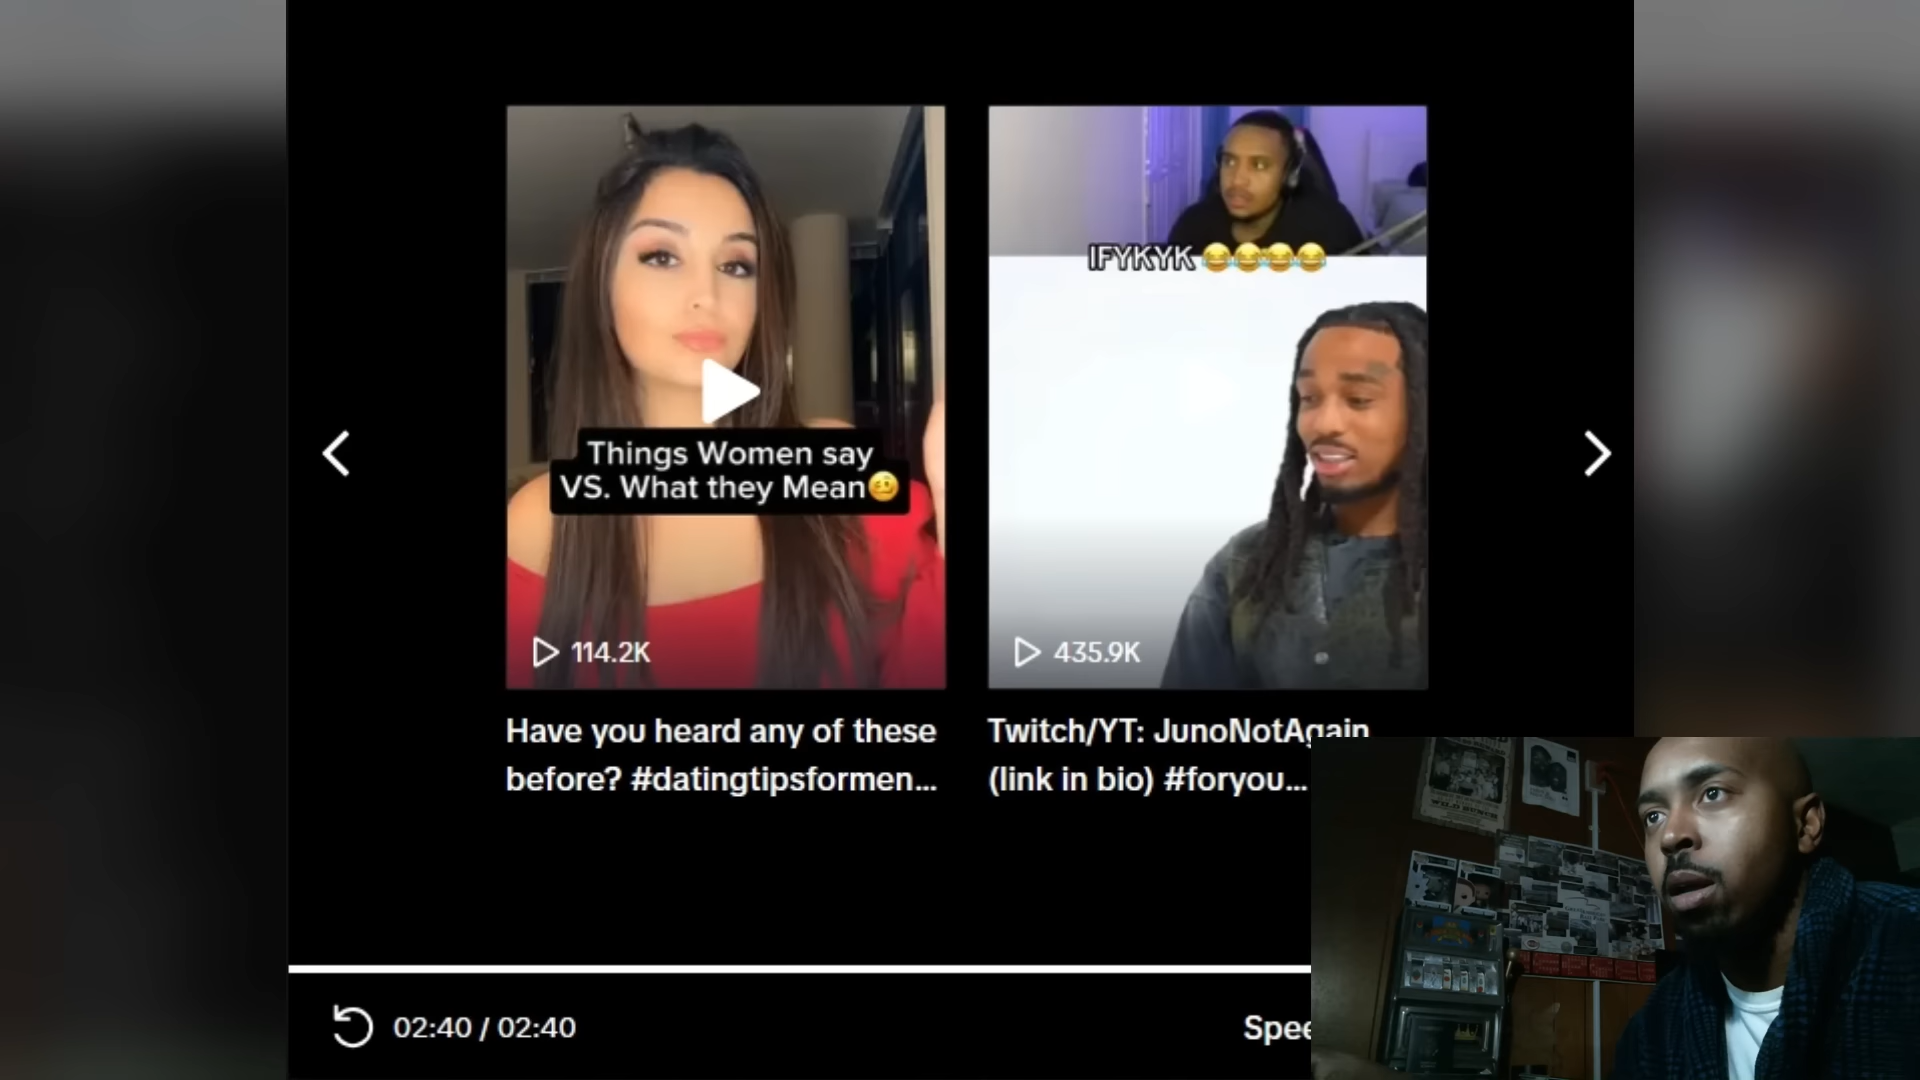 IFYKYK 😂😂😂😂
Things Women say
VS. What they Mean🥴
114.2K
435.9K
Have you heard any of these
before? #datingtipsformen...
Twitch/YT: JunoNotAgain
(link in bio) #foryou...
02:40 / 02:40
Spee